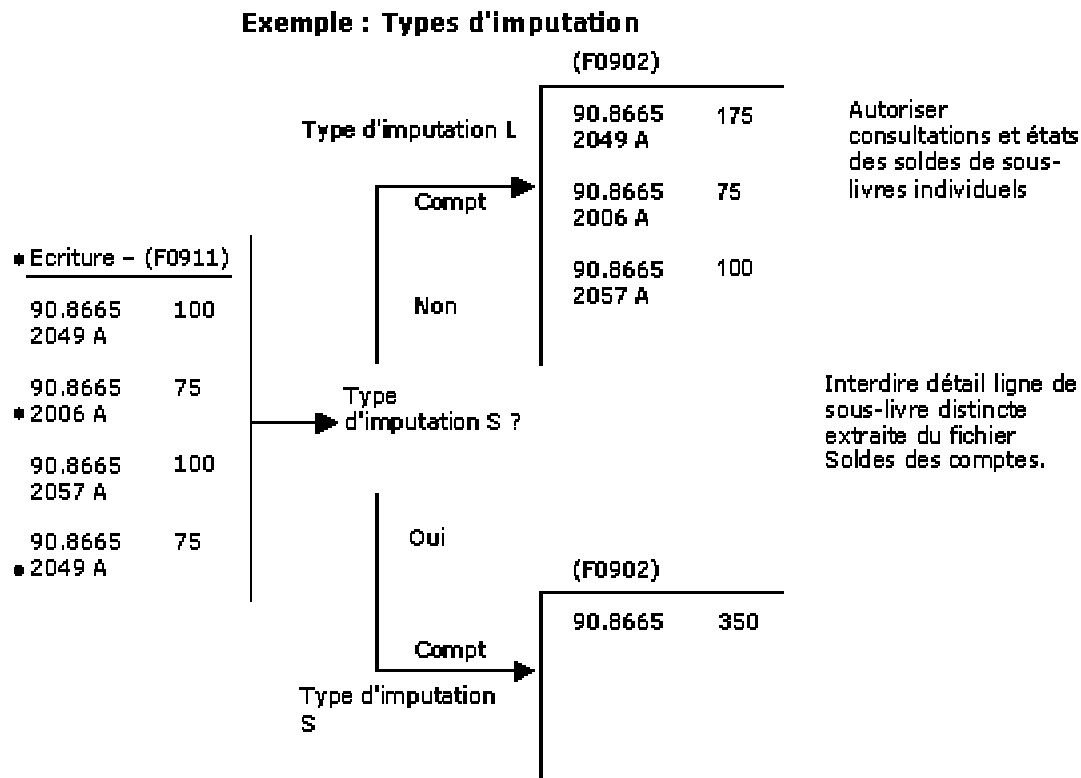 Exemple : Types d'imputation
(F0902)
Type d'imputation L
90.8665 175
2049 A
Autoriser
consultations et états
des soldes de sous-
livres individuels
Compt
90.8665 75
2006 A
• Ecriture – (F0911)
90.8665 100
2057 A
Non
90.8665 100
2049 A
90.8665 75
• 2006 A
Type
d'imputation S ?
Interdire détail ligne de
sous-livre distincte
extraite du fichier
Soldes des comptes.
90.8665 100
2057 A
90.8665 75
• 2049 A
Oui
(F0902)
90.8665 350
Compt
Type d'imputation
S